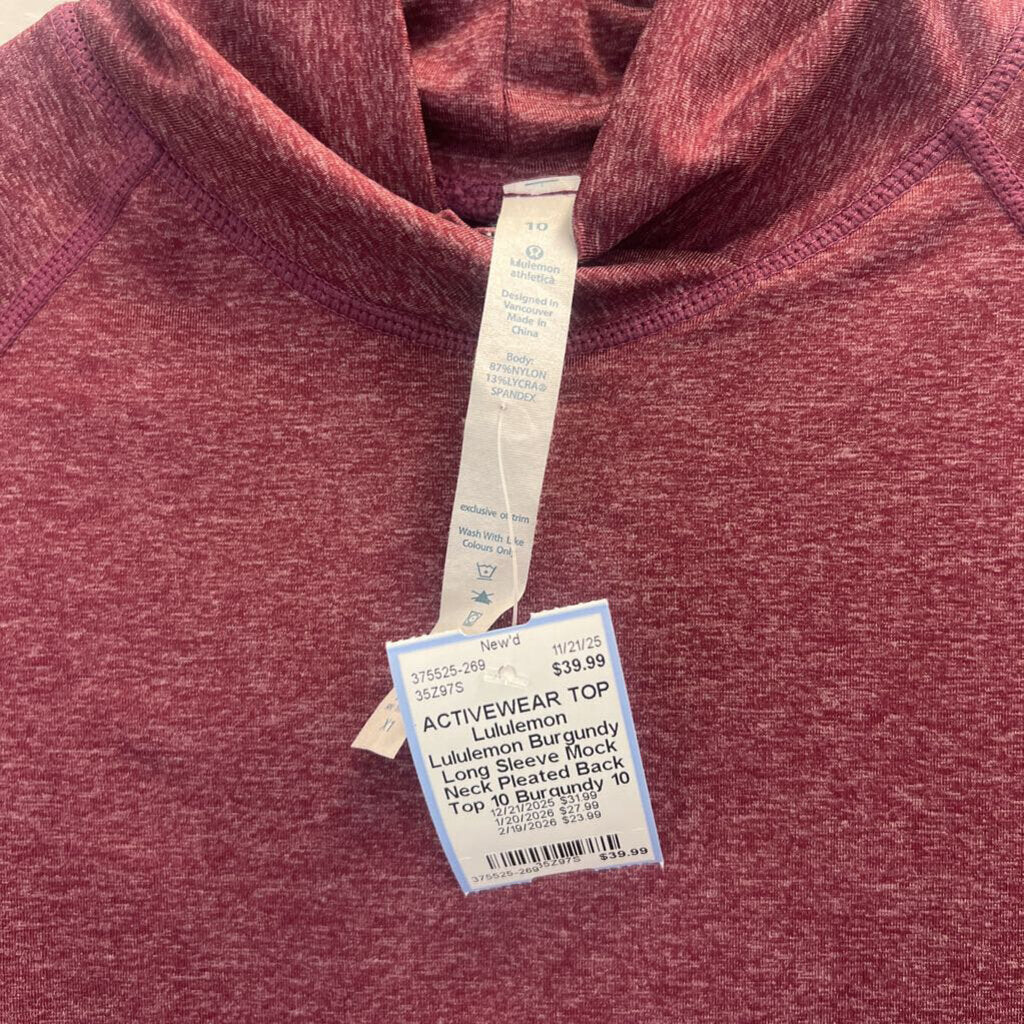 10
lululemon
athletica
Designed in
Vancouver
Made in
China
Body:
87%NYLON
13%LYCRA®
SPANDEX
exclusive of trim
Wash With Like
Colours Only
New'd
375525-269
11/21/25
35Z97S
$39.99
ACTIVEWEAR TOP
Lululemon
Lululemon Burgundy
Long Sleeve Mock
Neck Pleated Back
Top 10 Burgundy 10
12/21/2025 $31.99
1/20/2026 $27.99
2/19/2026 $23.99
375525-269
35Z97S
$39.99